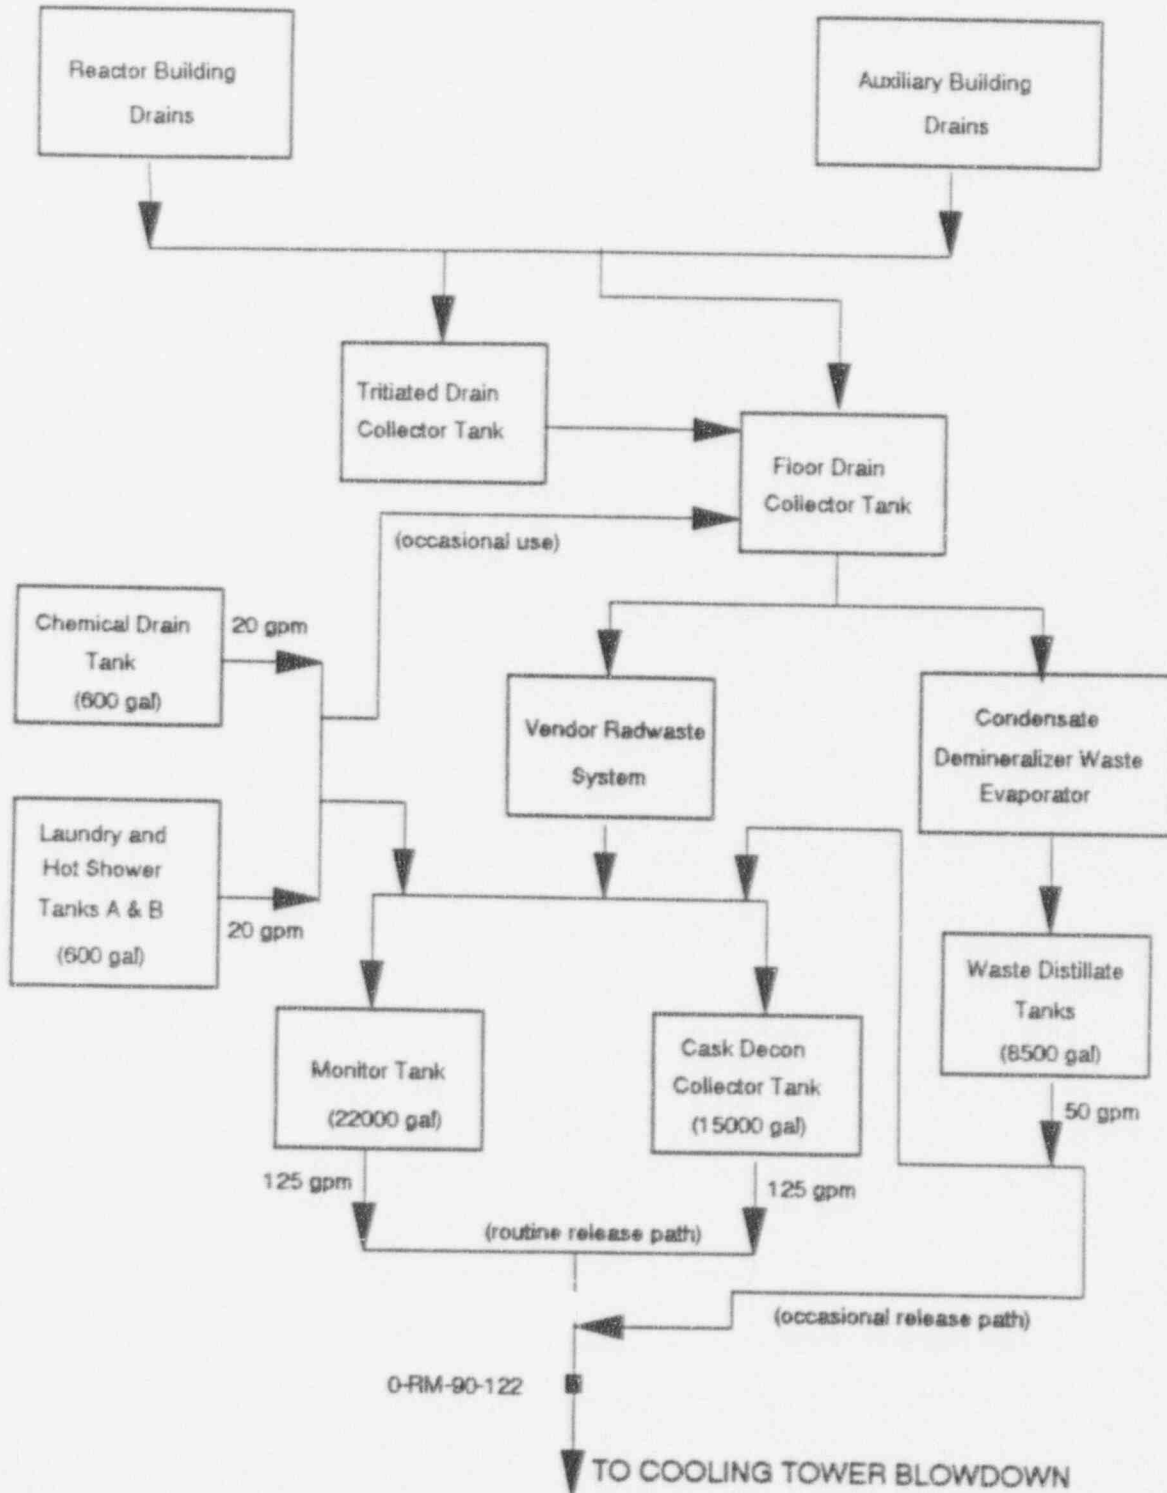 Reactor Building
Drains
Auxiliary Building
Drains
Tritiated Drain
Collector Tank
Floor Drain
Collector Tank
(occasional use)
Chemical Drain
Tank
(600 gal)
20 gpm
Vendor Radwaste
System
Condensate
Demineralizer Waste
Evaporator
Laundry and
Hot Shower
Tanks A & B
(600 gal)
20 gpm
Waste Distillate
Tanks
(8500 gal)
Monitor Tank
(22000 gal)
Cask Decon
Collector Tank
(15000 gal)
50 gpm
125 gpm
125 gpm
(routine release path)
(occasional release path)
0-RM-90-122
TO COOLING TOWER BLOWDOWN